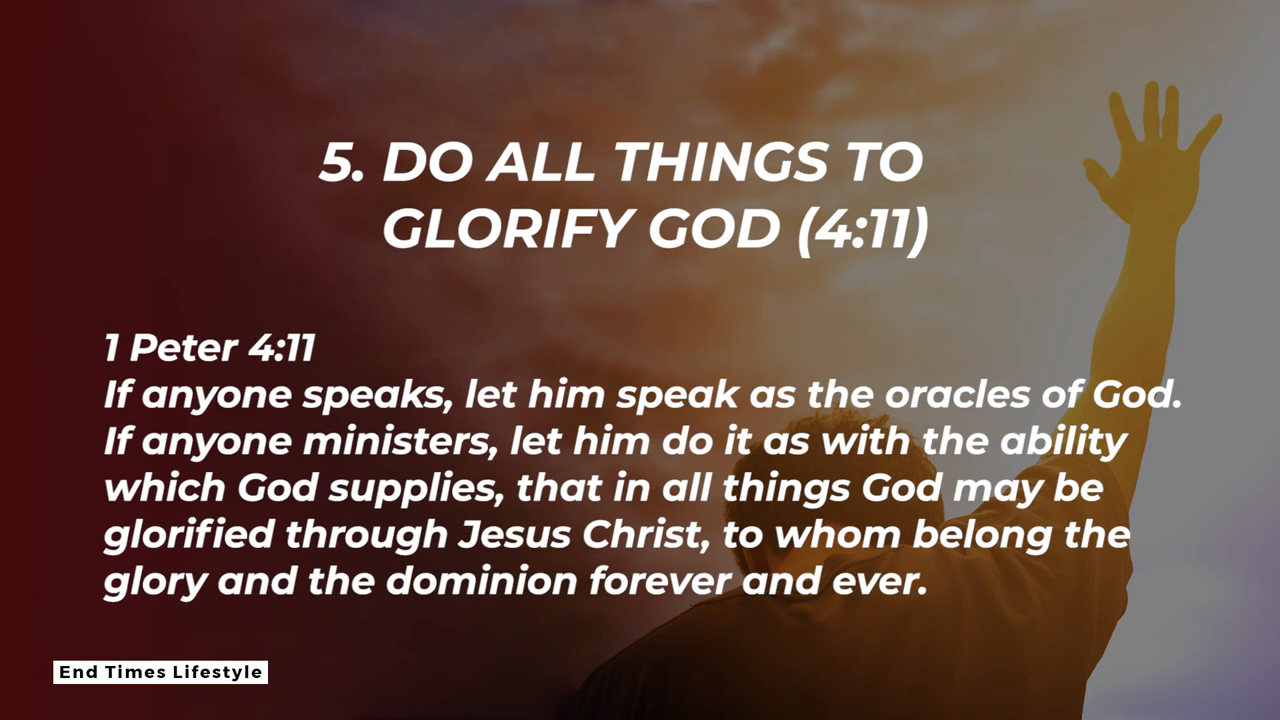 5. DO ALL THINGS TO
GLORIFY GOD (4:11)
1 Peter 4:11
If anyone speaks, let him speak as the oracles of God.
If anyone ministers, let him do it as with the ability
which God supplies, that in all things God may be
glorified through Jesus Christ, to whom belong the
glory and the dominion forever and ever.
End Times Lifestyle